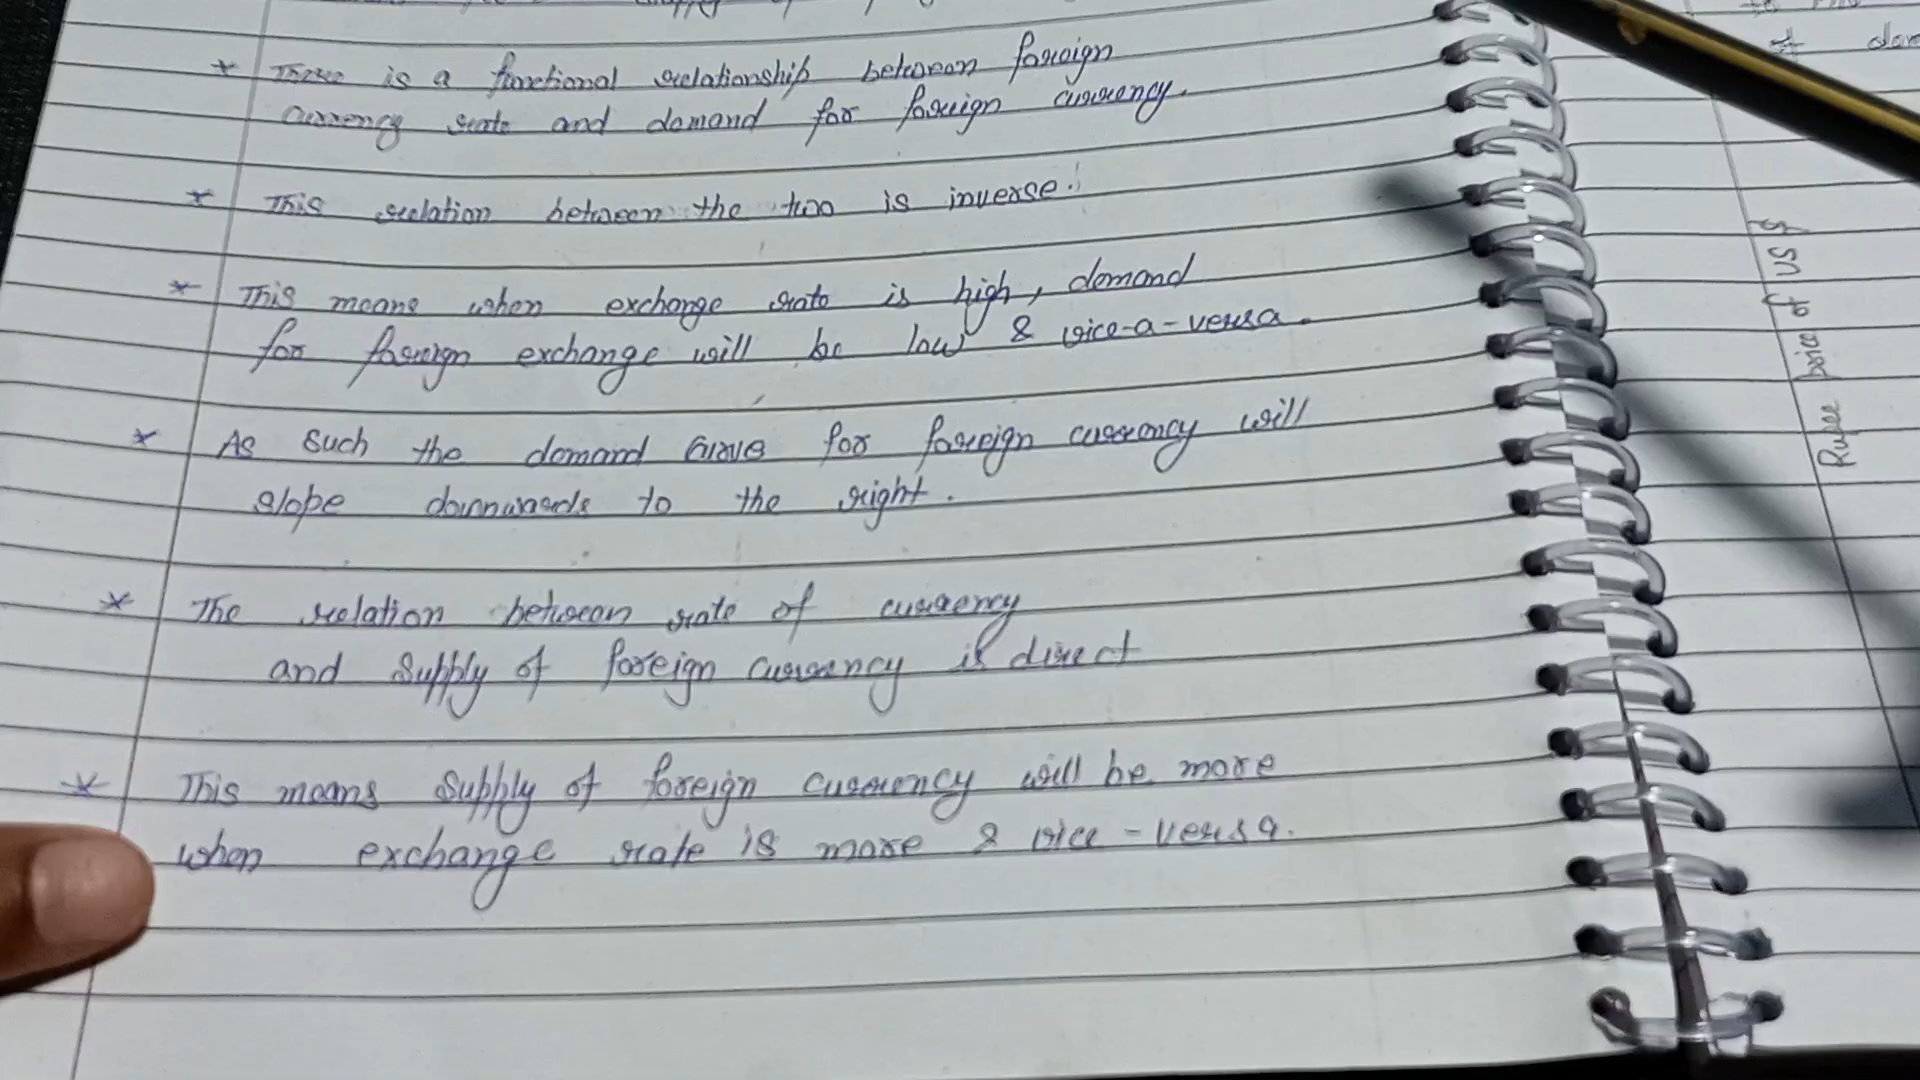 * There is a functional relationship between foreign
currency rate and demand for foreign currency.
* This relation between the two is inverse.
* This means when exchange rate is high, demand
for foreign exchange will be low & vice-a-versa.
* As such the demand curve for foreign currency will
slope downwards to the right.
* The relation between rate of currency
and supply of foreign currency is direct
* This means supply of foreign currency will be more
when exchange rate is more & vice-versa.
Rupee price of US $